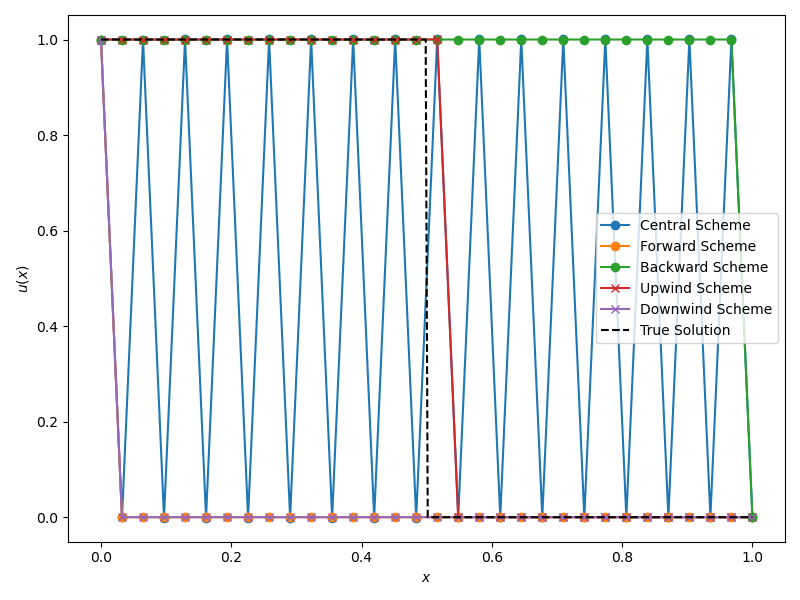 1.0
0.8
0.6
0.4
0.2
0.0
u(x)
Central Scheme
Forward Scheme
Backward Scheme
Upwind Scheme
Downwind Scheme
True Solution
0.0 0.2 0.4 0.6 0.8 1.0
x